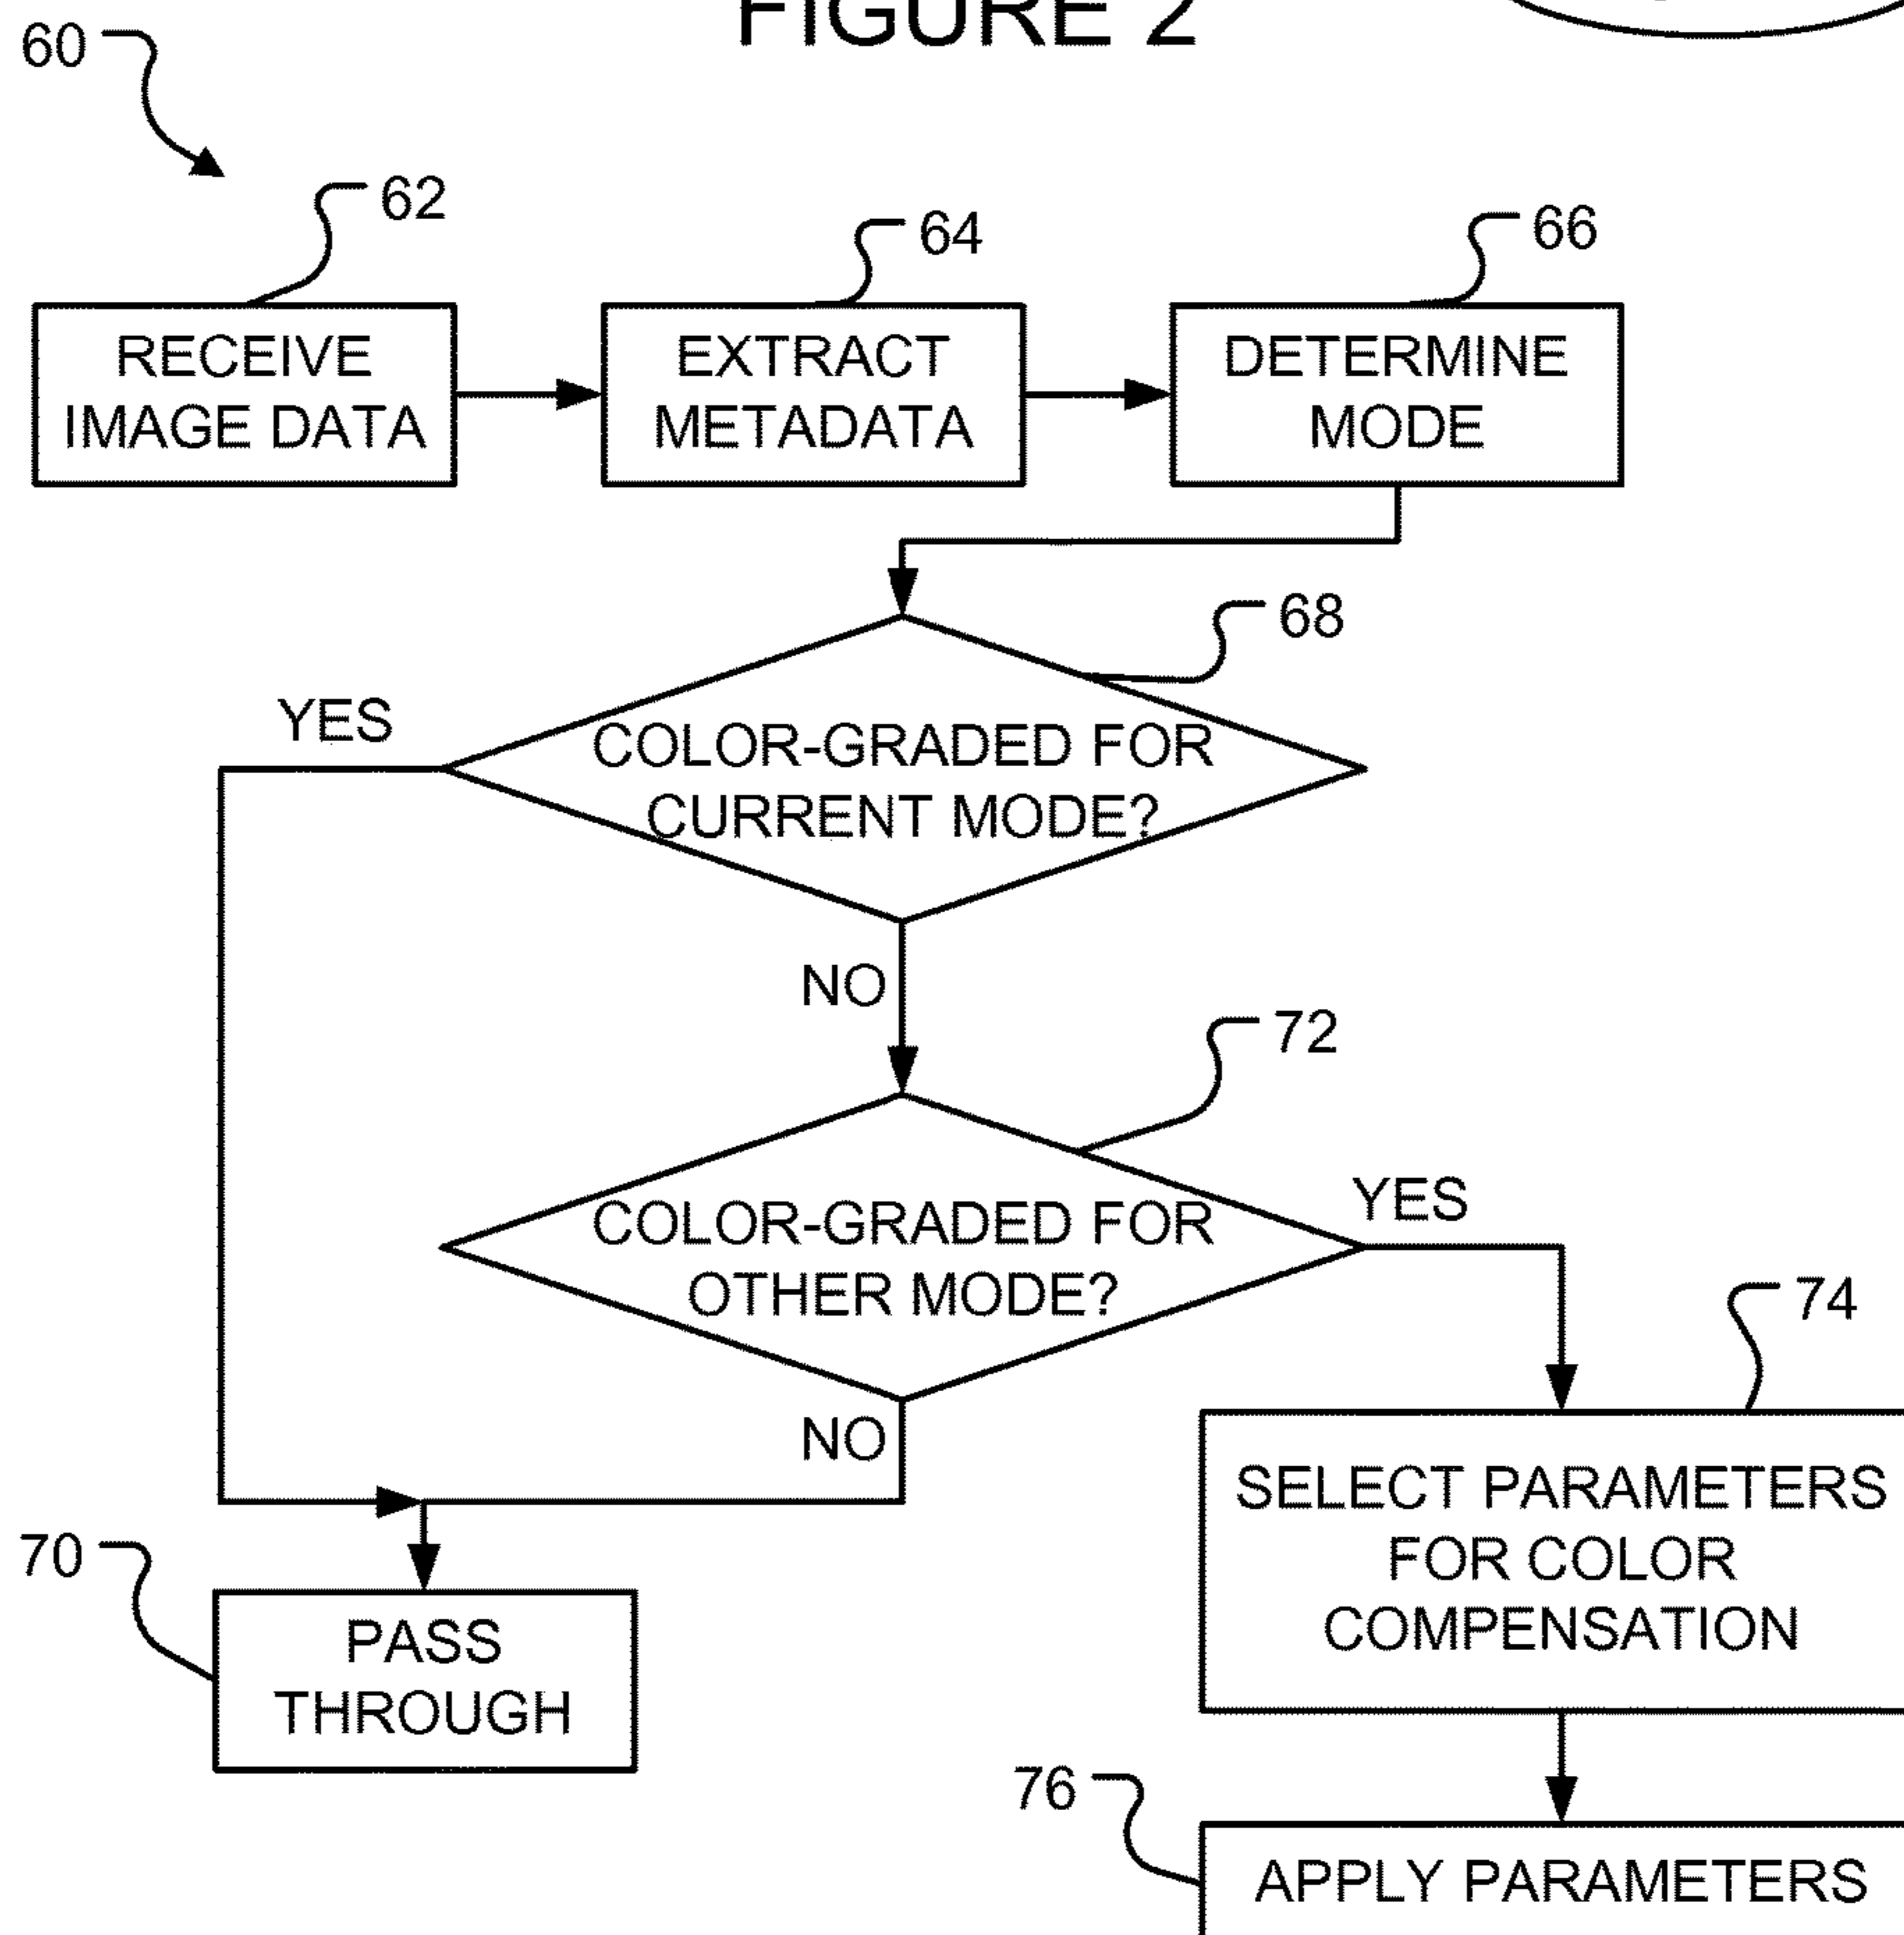 FIGURE 2
60
62
64
66
RECEIVE
IMAGE DATA
EXTRACT
METADATA
DETERMINE
MODE
68
YES
COLOR-GRADED FOR
CURRENT MODE?
NO
72
COLOR-GRADED FOR
OTHER MODE?
YES
74
NO
SELECT PARAMETERS
FOR COLOR
COMPENSATION
70
PASS
THROUGH
76
APPLY PARAMETERS